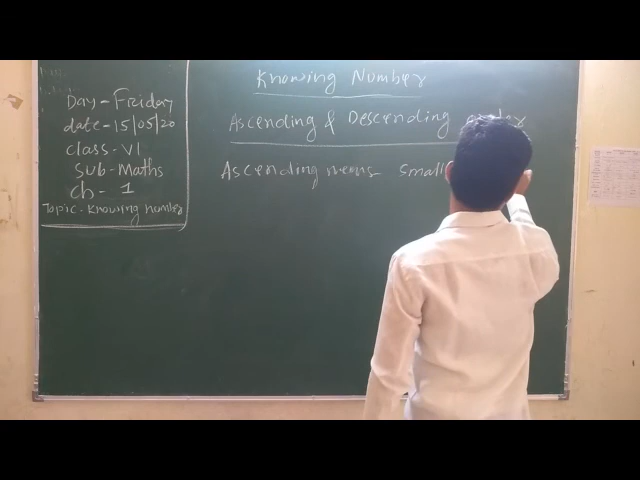 Day - Friday
date - 15/05/20
class - VI
Sub - Maths
Ch - 1
Topic - Knowing number
Knowing Number
Ascending & Descending
Ascending means small